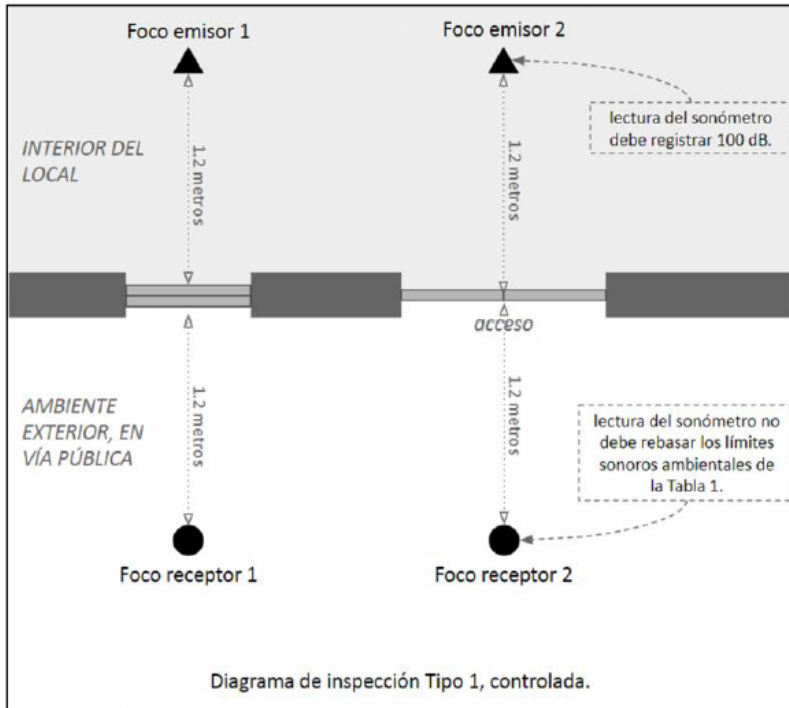 Foco emisor 1
Foco emisor 2
lectura del sonómetro
debe registrar 100 dB.
INTERIOR DEL
LOCAL
1.2 metros
1.2 metros
acceso
AMBIENTE
EXTERIOR, EN
VÍA PÚBLICA
1.2 metros
1.2 metros
lectura del sonómetro no
debe rebasar los límites
sonoros ambientales de
la Tabla 1.
Foco receptor 1
Foco receptor 2
Diagrama de inspección Tipo 1, controlada.